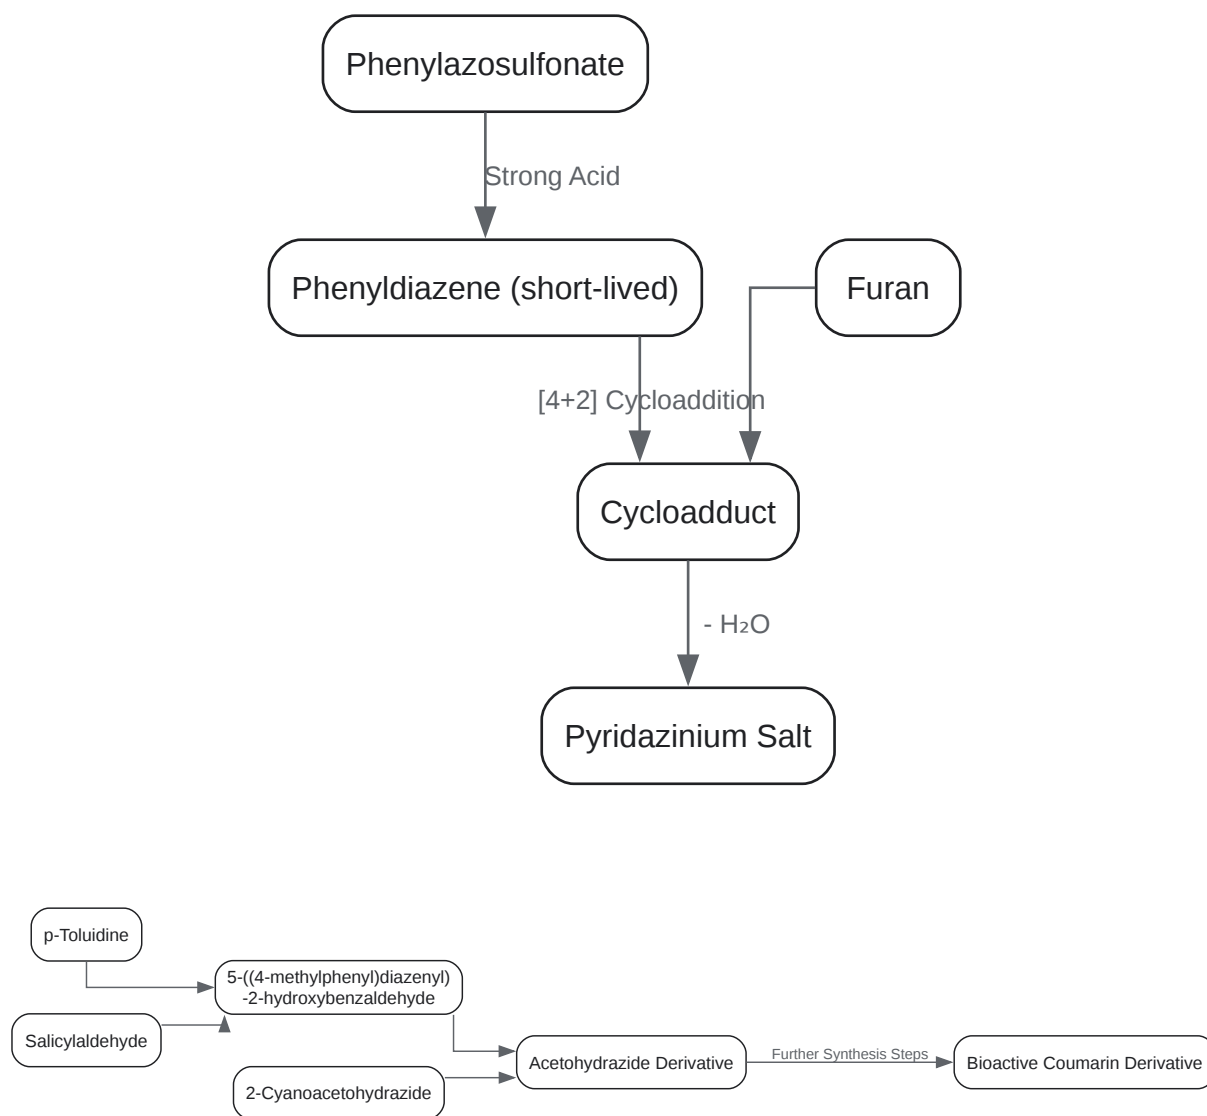 Phenylazosulfonate
Strong Acid
Phenyldiazene (short-lived)
Furan
[4+2] Cycloaddition
Cycloadduct
- H₂O
Pyridazinium Salt
p-Toluidine
5-((4-methylphenyl)diazenyl)
-2-hydroxybenzaldehyde
Salicylaldehyde
2-Cyanoacetohydrazide
Acetohydrazide Derivative
Further Synthesis Steps
Bioactive Coumarin Derivative